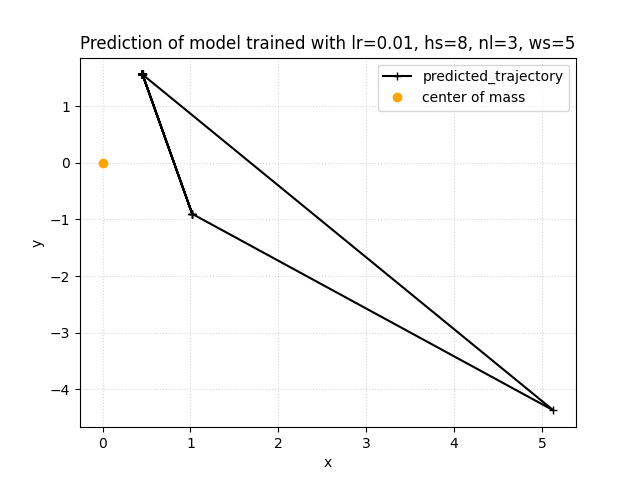 Prediction of model trained with lr=0.01, hs=8, nl=3, ws=5
predicted_trajectory
center of mass
1
0
−1
−2
−3
−4
y
0 1 2 3 4 5
x